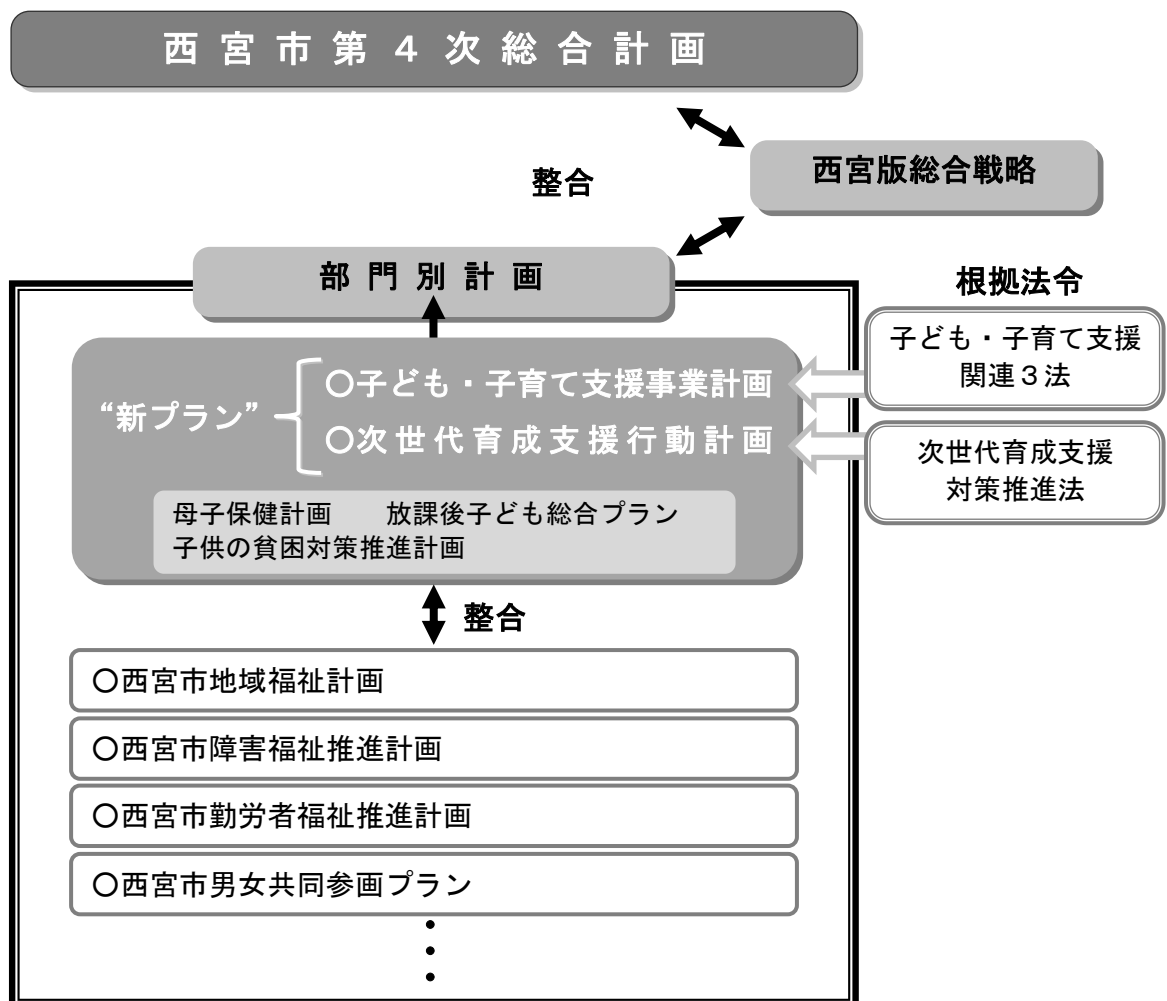 西宮市第４次総合計画
整合
西宮版総合戦略
部門別計画
根拠法令
“新プラン”
〇子ども・子育て支援事業計画
〇次世代育成支援行動計画
子ども・子育て支援
関連３法
次世代育成支援
対策推進法
母子保健計画　　放課後子ども総合プラン
子供の貧困対策推進計画
整合
〇西宮市地域福祉計画
〇西宮市障害福祉推進計画
〇西宮市勤労者福祉推進計画
〇西宮市男女共同参画プラン